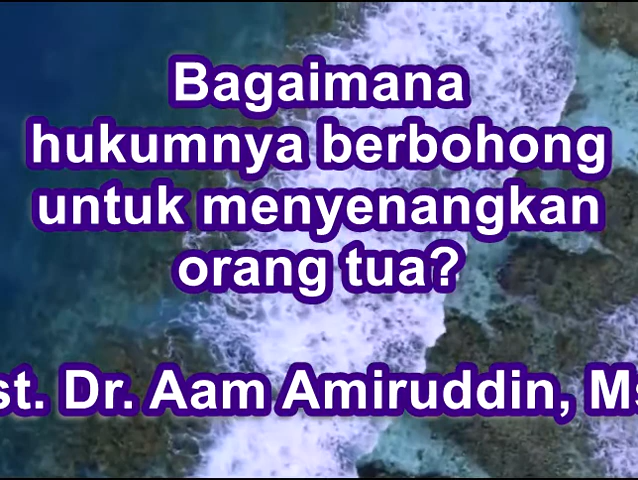 Bagaimana
hukumnya berbohong
untuk menyenangkan
orang tua?
st. Dr. Aam Amiruddin, Ms